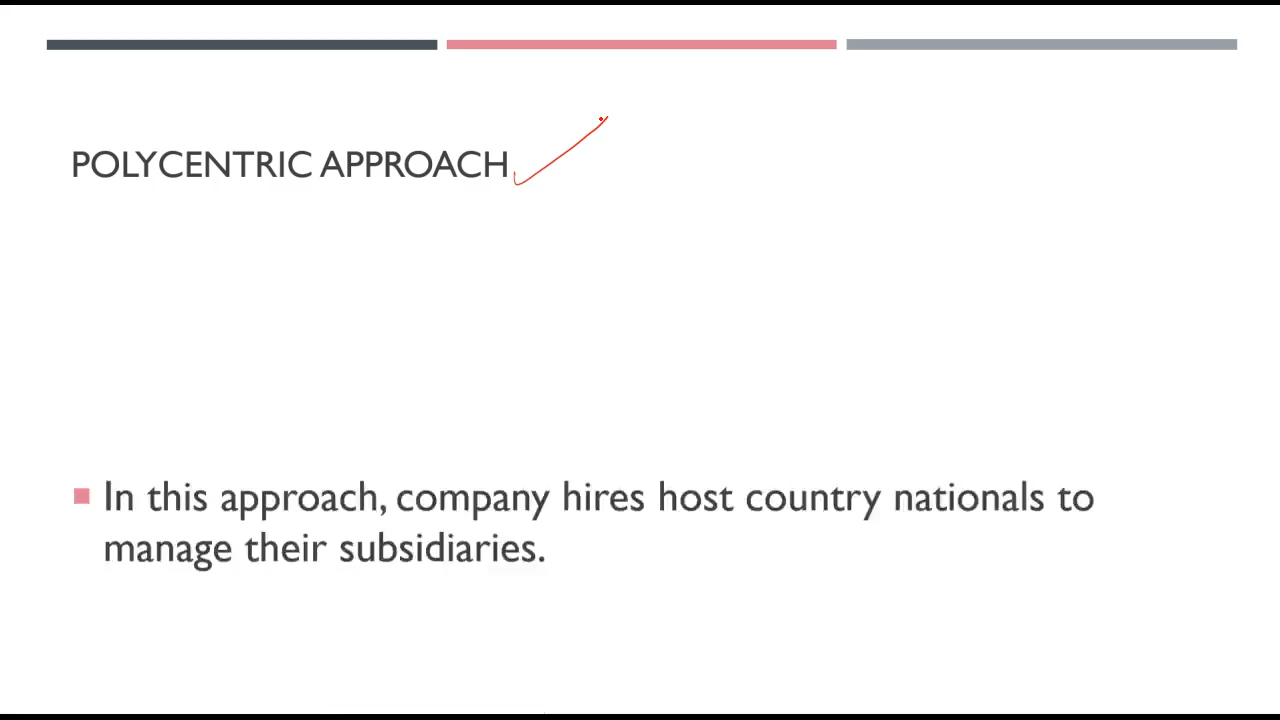 POLYCENTRIC APPROACH
In this approach, company hires host country nationals to
manage their subsidiaries.